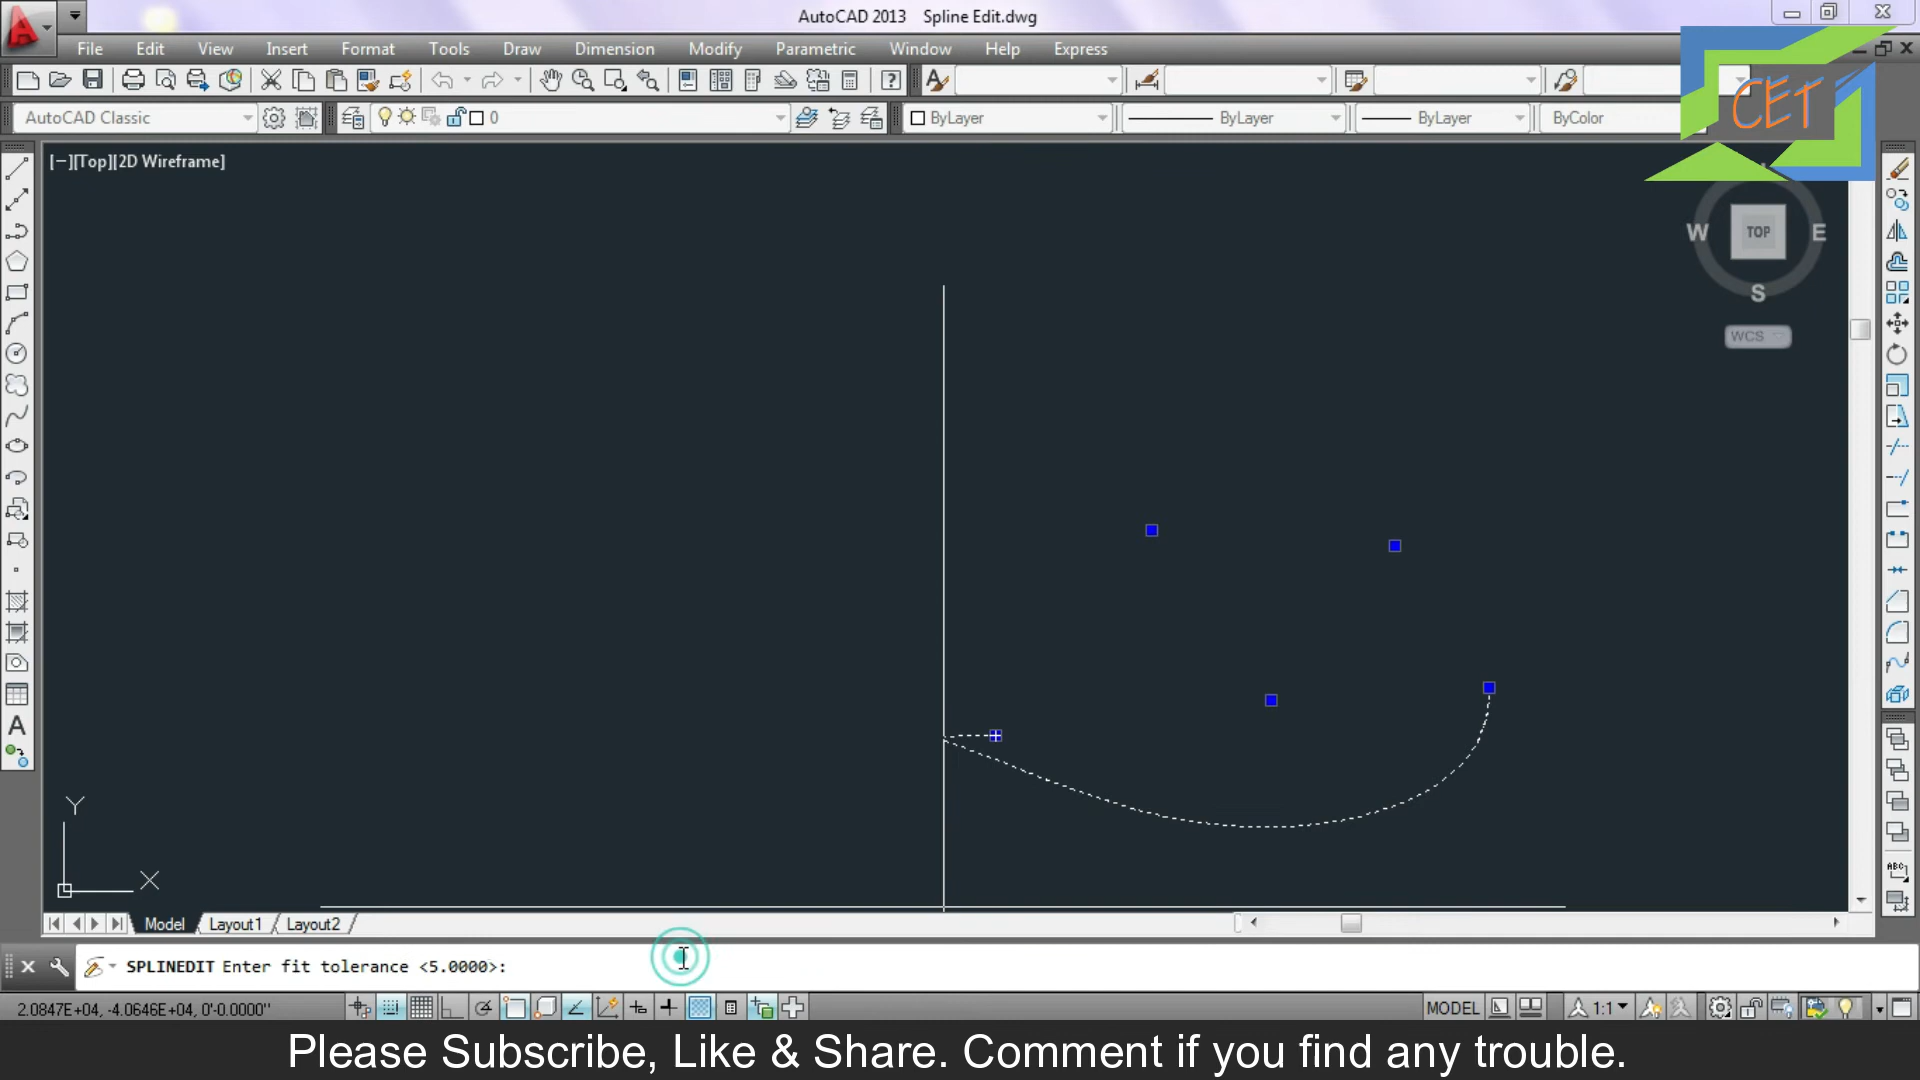 AutoCAD 2013 Spline Edit.dwg
File Edit View Insert Format Tools Draw Dimension Modify Parametric Window Help Express
AutoCAD Classic 0 ByLayer ByLayer ByLayer ByColor
CET
[−][Top][2D Wireframe]
W TOP E
S
WCS
A
ABC
Y
X
Model Layout1 Layout2
SPLINEDIT Enter fit tolerance <5.0000>:
2.0847E+04, -4.0646E+04, 0'-0.0000" MODEL 1:1
Please Subscribe, Like & Share. Comment if you find any trouble.